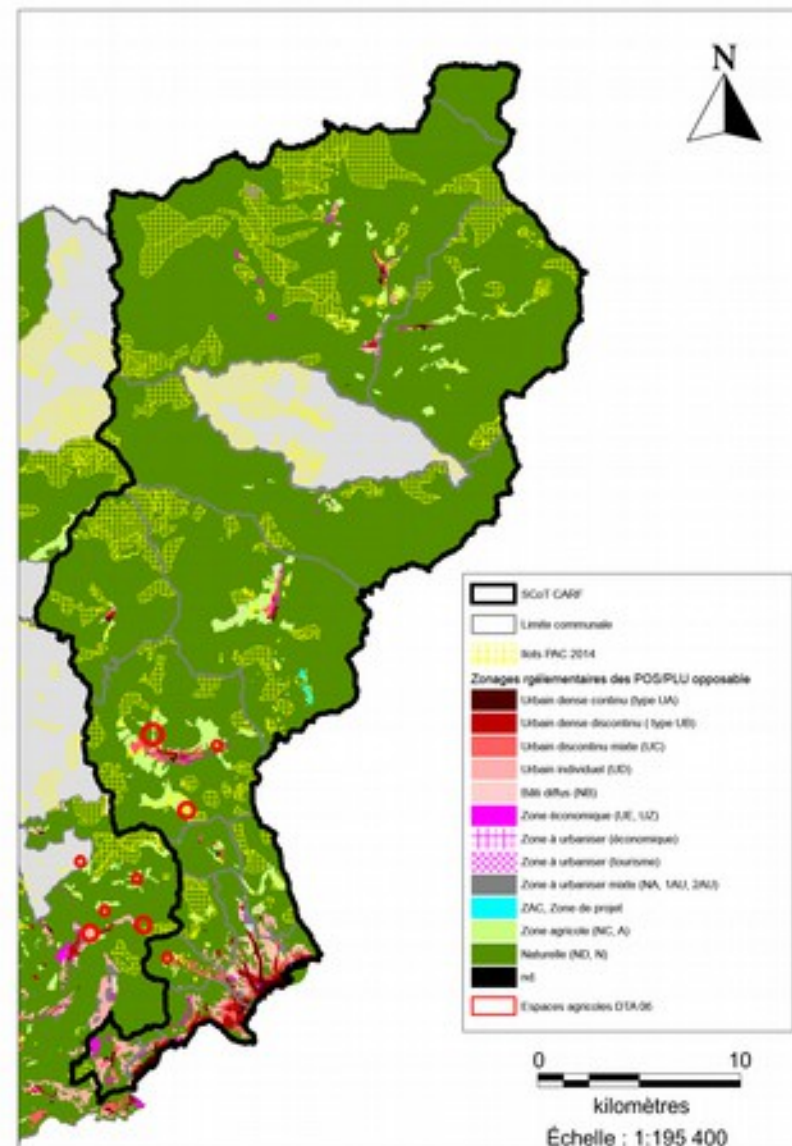 N
SCoT CARF
Limite communale
Ilots PAC 2014
Zonages rgélementaires des POS/PLU opposable
Urbain dense continu (type UA)
Urbain dense discontinu ( type UB)
Urbain discontinu mixte (UC)
Urbain individuel (UD)
Bâti diffus (NB)
Zone économique (UE, UZ)
Zone à urbaniser (économique)
Zone à urbaniser (tourisme)
Zone à urbaniser mixte (NA, 1AU, 2AU)
ZAC, Zone de projet
Zone agricole (NC, A)
Naturelle (ND, N)
nd
Espaces agricoles DTA 06
0 10
kilomètres
Échelle : 1:195 400